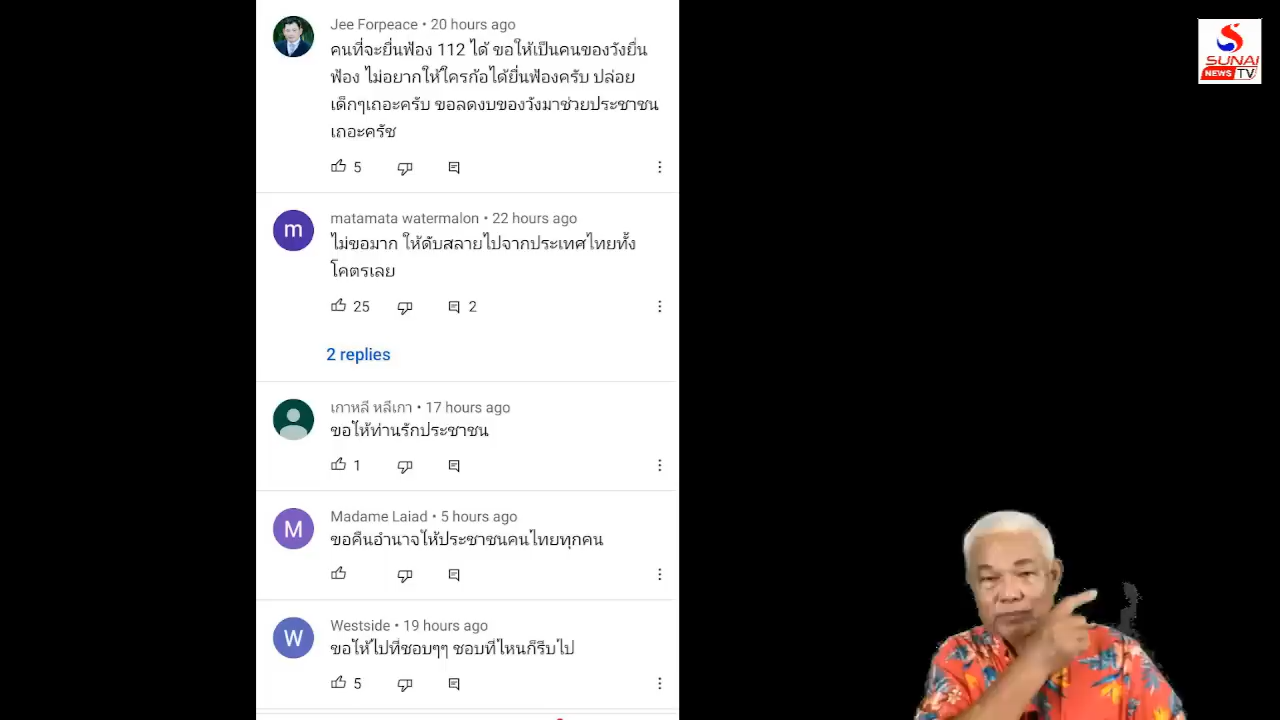 Jee Forpeace • 20 hours ago
คนที่จะยื่นฟ้อง 112 ได้ ขอให้เป็นคนของวังยื่น
ฟ้อง ไม่อยากให้ใครก้อได้ยื่นฟ้องครับ ปล่อย
เด็กๆเถอะครับ ขอลดงบของวังมาช่วยประชาชน
เถอะครัช
5
matamata watermalon • 22 hours ago
ไม่ขอมาก ให้ดับสลายไปจากประเทศไทยทั้ง
โคตรเลย
25 2
2 replies
เกาหลี หลีเกา • 17 hours ago
ขอให้ท่านรักประชาชน
1
Madame Laiad • 5 hours ago
ขอคืนอำนาจให้ประชาชนคนไทยทุกคน
Westside • 19 hours ago
ขอให้ไปที่ชอบๆๆ ชอบที่ไหนก็รีบไป
5
SUNAI
NEWS TV
m
M
W